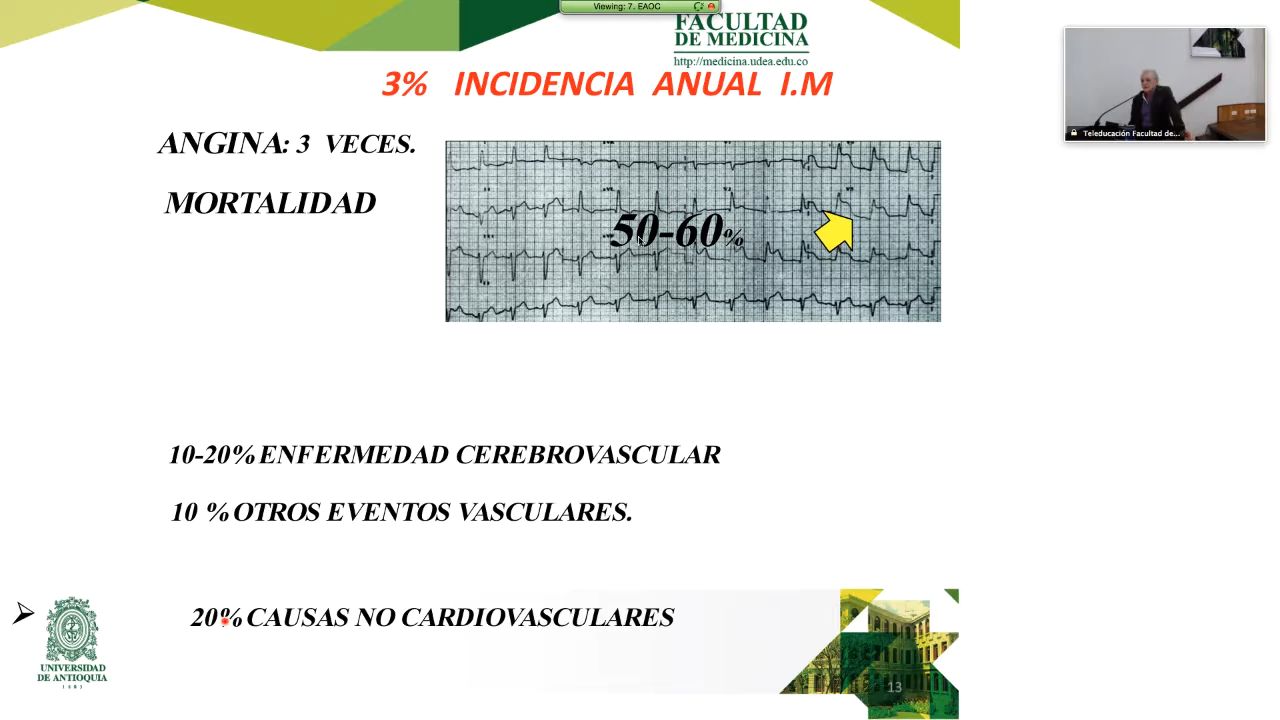 Viewing: 7. EAOC
FACULTAD
DE MEDICINA
http://medicina.udea.edu.co
3% INCIDENCIA ANUAL I.M
ANGINA: 3 VECES.
MORTALIDAD
50-60%
Teleducación Facultad de...
10-20% ENFERMEDAD CEREBROVASCULAR
10 % OTROS EVENTOS VASCULARES.
20% CAUSAS NO CARDIOVASCULARES
UNIVERSIDAD
DE ANTIOQUIA
1803
13